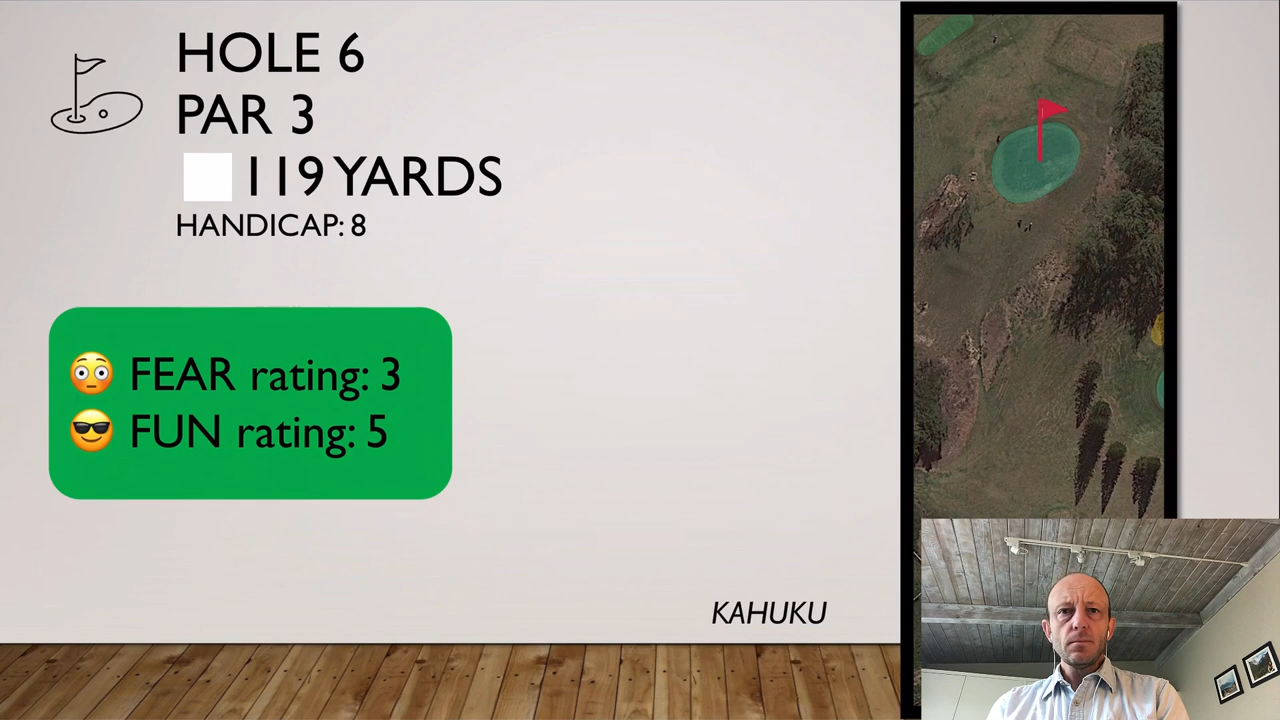 HOLE 6
PAR 3
119 YARDS
HANDICAP: 8
FEAR rating: 3
FUN rating: 5
KAHUKU